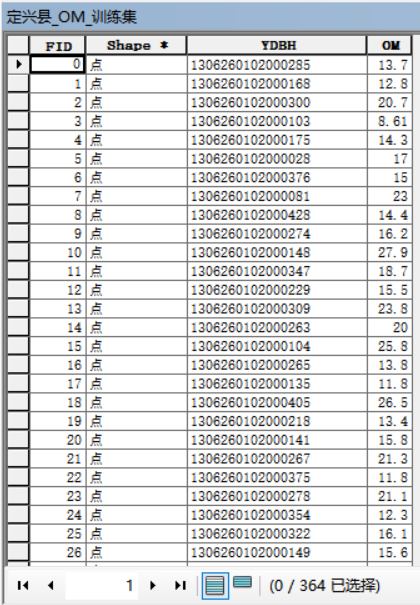 定兴县_OM_训练集
FID Shape * YDBH OM
0 点 1306260102000285 13.7
1 点 1306260102000168 12.8
2 点 1306260102000300 20.7
3 点 1306260102000103 8.61
4 点 1306260102000175 14.3
5 点 1306260102000028 17
6 点 1306260102000376 15
7 点 1306260102000081 23
8 点 1306260102000428 14.4
9 点 1306260102000274 16.2
10 点 1306260102000148 27.9
11 点 1306260102000347 18.7
12 点 1306260102000229 15.5
13 点 1306260102000309 23.8
14 点 1306260102000263 20
15 点 1306260102000104 25.8
16 点 1306260102000265 13.8
17 点 1306260102000135 11.8
18 点 1306260102000405 26.5
19 点 1306260102000218 13.4
20 点 1306260102000141 15.8
21 点 1306260102000267 21.3
22 点 1306260102000375 11.8
23 点 1306260102000278 21.1
24 点 1306260102000354 12.3
25 点 1306260102000322 16.1
26 点 1306260102000149 15.6
1 (0 / 364 已选择)